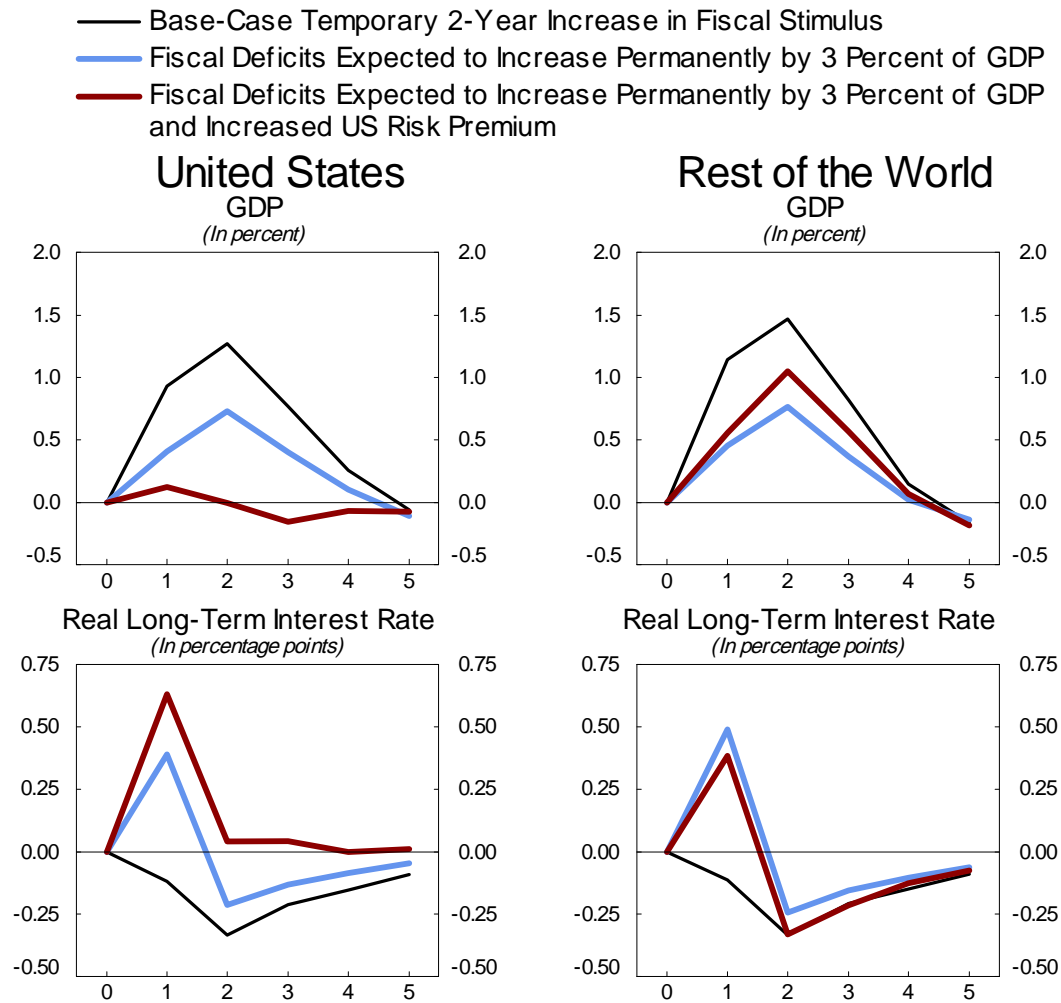 Base-Case Temporary 2-Year Increase in Fiscal Stimulus
Fiscal Deficits Expected to Increase Permanently by 3 Percent of GDP
Fiscal Deficits Expected to Increase Permanently by 3 Percent of GDP
and Increased US Risk Premium
United States
GDP
(In percent)
2.0 2.0
1.5 1.5
1.0 1.0
0.5 0.5
0.0 0.0
-0.5 -0.5
0 1 2 3 4 5
Rest of the World
GDP
(In percent)
2.0 2.0
1.5 1.5
1.0 1.0
0.5 0.5
0.0 0.0
-0.5 -0.5
0 1 2 3 4 5
Real Long-Term Interest Rate
(In percentage points)
0.75 0.75
0.50 0.50
0.25 0.25
0.00 0.00
-0.25 -0.25
-0.50 -0.50
0 1 2 3 4 5
Real Long-Term Interest Rate
(In percentage points)
0.75 0.75
0.50 0.50
0.25 0.25
0.00 0.00
-0.25 -0.25
-0.50 -0.50
0 1 2 3 4 5